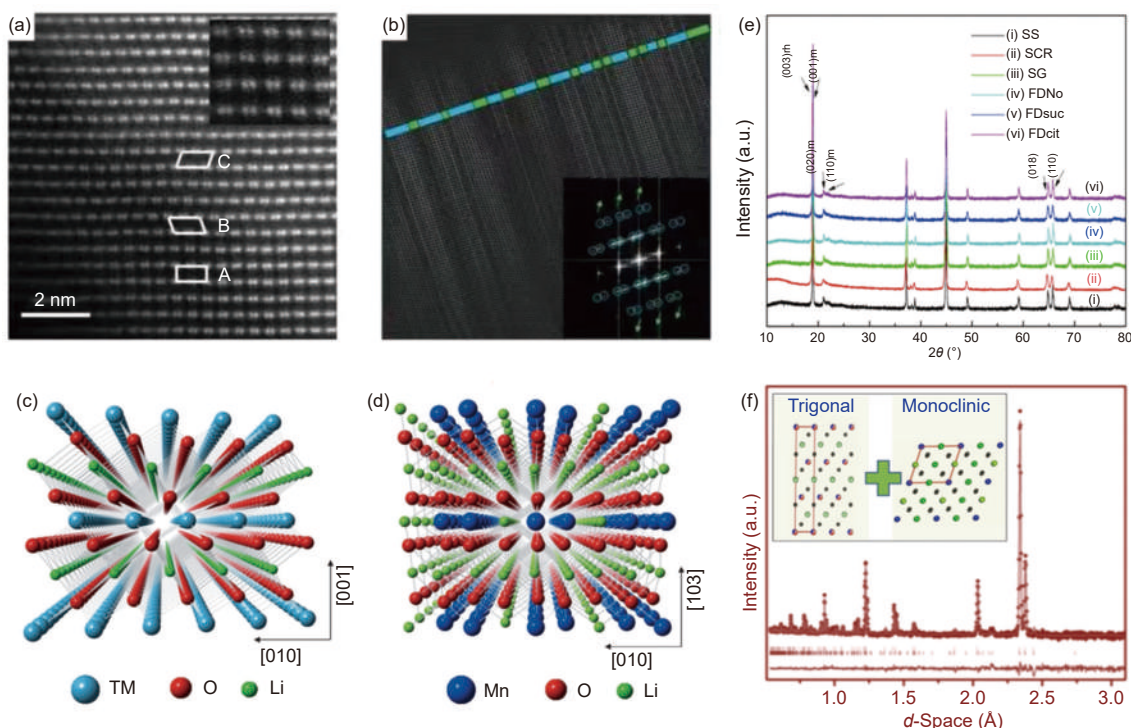 (a)
C
B
A
2 nm
(b)
(c)
[001]
[010]
TM
O
Li
(d)
[103]
[010]
Mn
O
Li
(e)
Intensity (a.u.)
(003)rh
(001)m
(020)m
(110)m
(018)
(110)
(i) SS
(ii) SCR
(iii) SG
(iv) FDNo
(v) FDsuc
(vi) FDcit
(vi)
(v)
(iv)
(iii)
(ii)
(i)
10 20 30 40 50 60 70 80
2θ (°)
(f)
Trigonal
Monoclinic
Intensity (a.u.)
1.0 1.5 2.0 2.5 3.0
d-Space (Å)